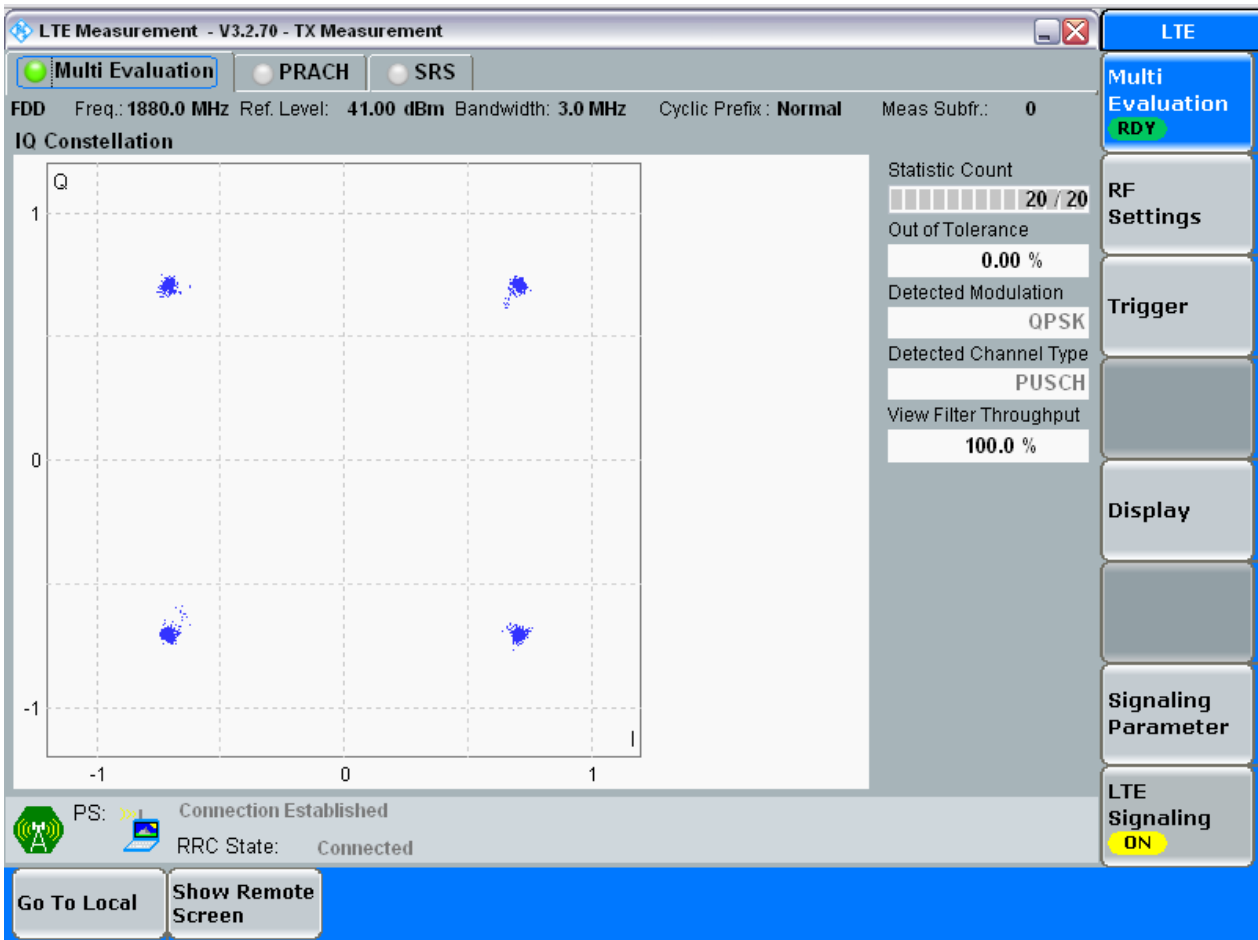 LTE Measurement - V3.2.70 - TX Measurement
LTE
Multi Evaluation PRACH SRS
FDD Freq.: 1880.0 MHz Ref. Level: 41.00 dBm Bandwidth: 3.0 MHz Cyclic Prefix : Normal Meas Subfr.: 0
IQ Constellation
Q
1
0
-1
I
-1 0 1
Statistic Count
20 / 20
Out of Tolerance
0.00 %
Detected Modulation
QPSK
Detected Channel Type
PUSCH
View Filter Throughput
100.0 %
Multi
Evaluation
RDY
RF
Settings
Trigger
Display
Signaling
Parameter
LTE
Signaling
ON
PS: Connection Established
RRC State: Connected
Go To Local
Show Remote
Screen